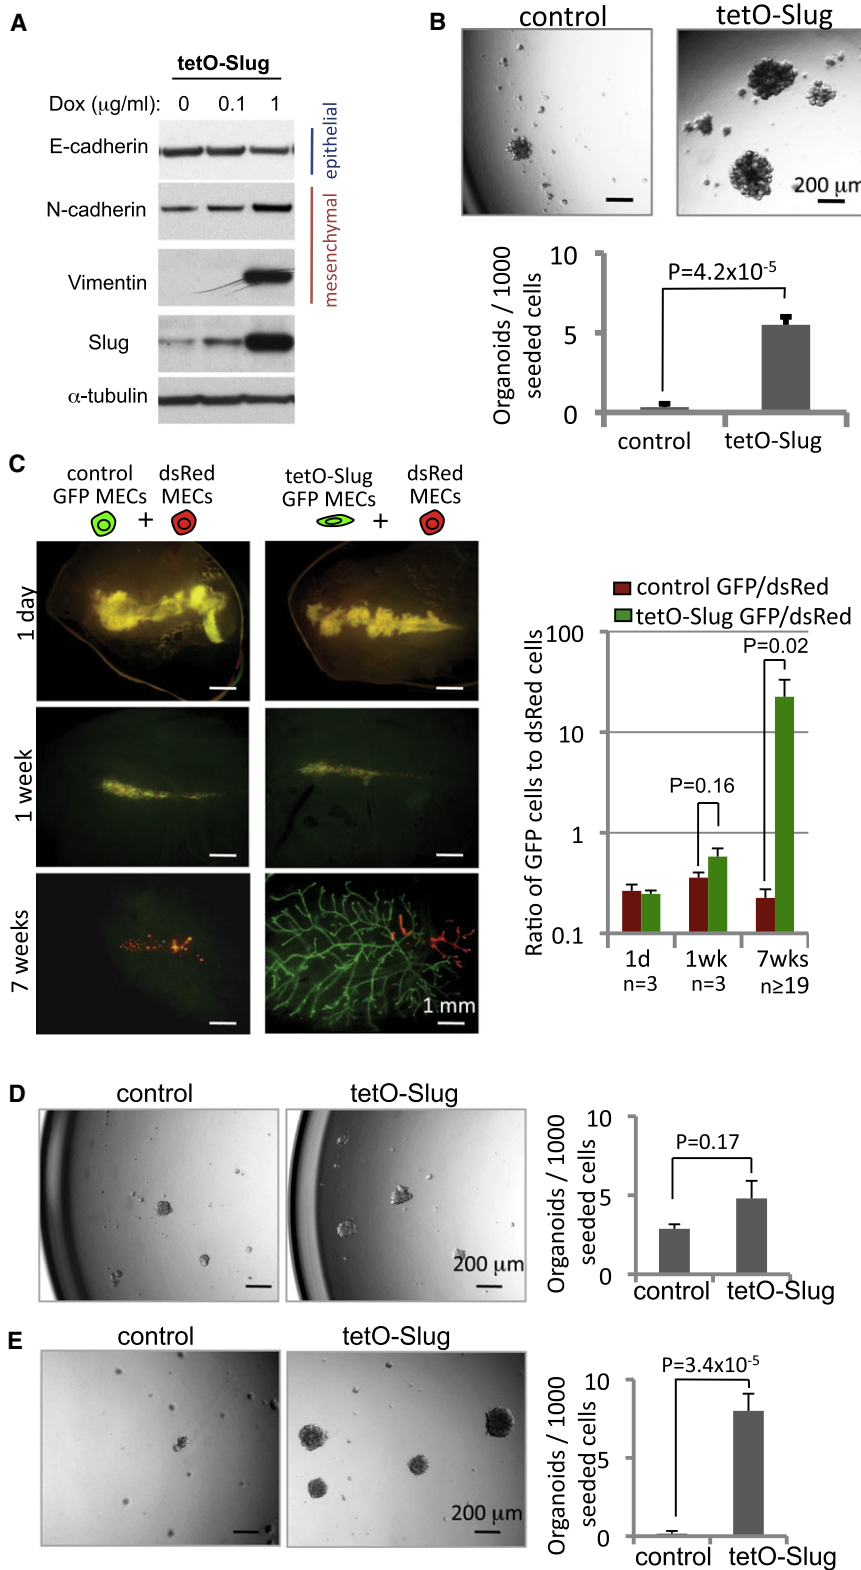 A
tetO-Slug
Dox (μg/ml): 0 0.1 1
E-cadherin
N-cadherin
Vimentin
Slug
α-tubulin
epithelial
mesenchymal
B
control tetO-Slug
200 μm
Organoids / 1000
seeded cells
10
5
0
P=4.2x10-5
control tetO-Slug
C
control GFP MECs + dsRed MECs
tetO-Slug GFP MECs + dsRed MECs
1 day
1 week
7 weeks
1 mm
control GFP/dsRed
tetO-Slug GFP/dsRed
Ratio of GFP cells to dsRed cells
100
10
1
0.1
P=0.16
P=0.02
1d 1wk 7wks
n=3 n=3 n≥19
D
control tetO-Slug
200 μm
Organoids / 1000
seeded cells
10
5
0
P=0.17
control tetO-Slug
E
control tetO-Slug
200 μm
Organoids / 1000
seeded cells
10
5
0
P=3.4x10-5
control tetO-Slug